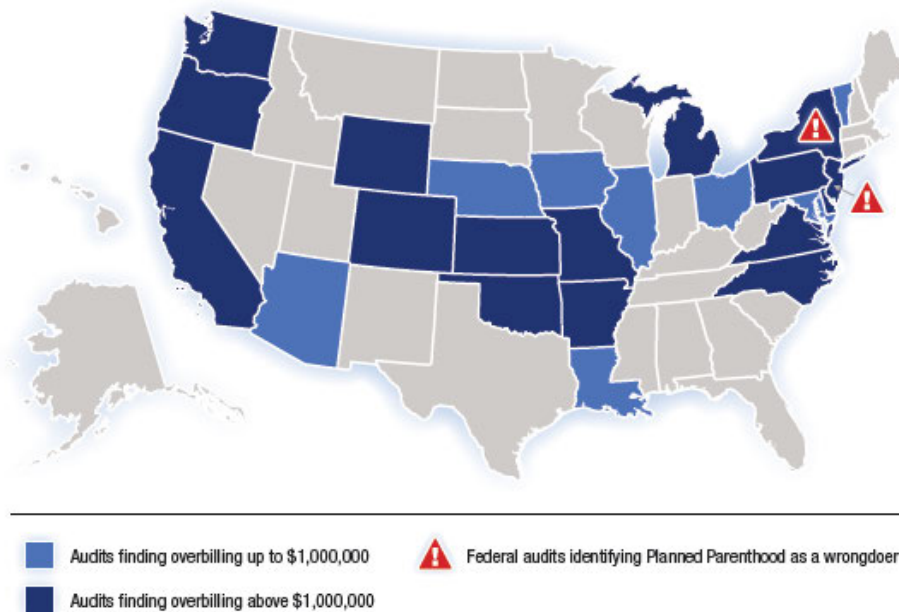 Audits finding overbilling up to $1,000,000
Federal audits identifying Planned Parenthood as a wrongdoer
Audits finding overbilling above $1,000,000